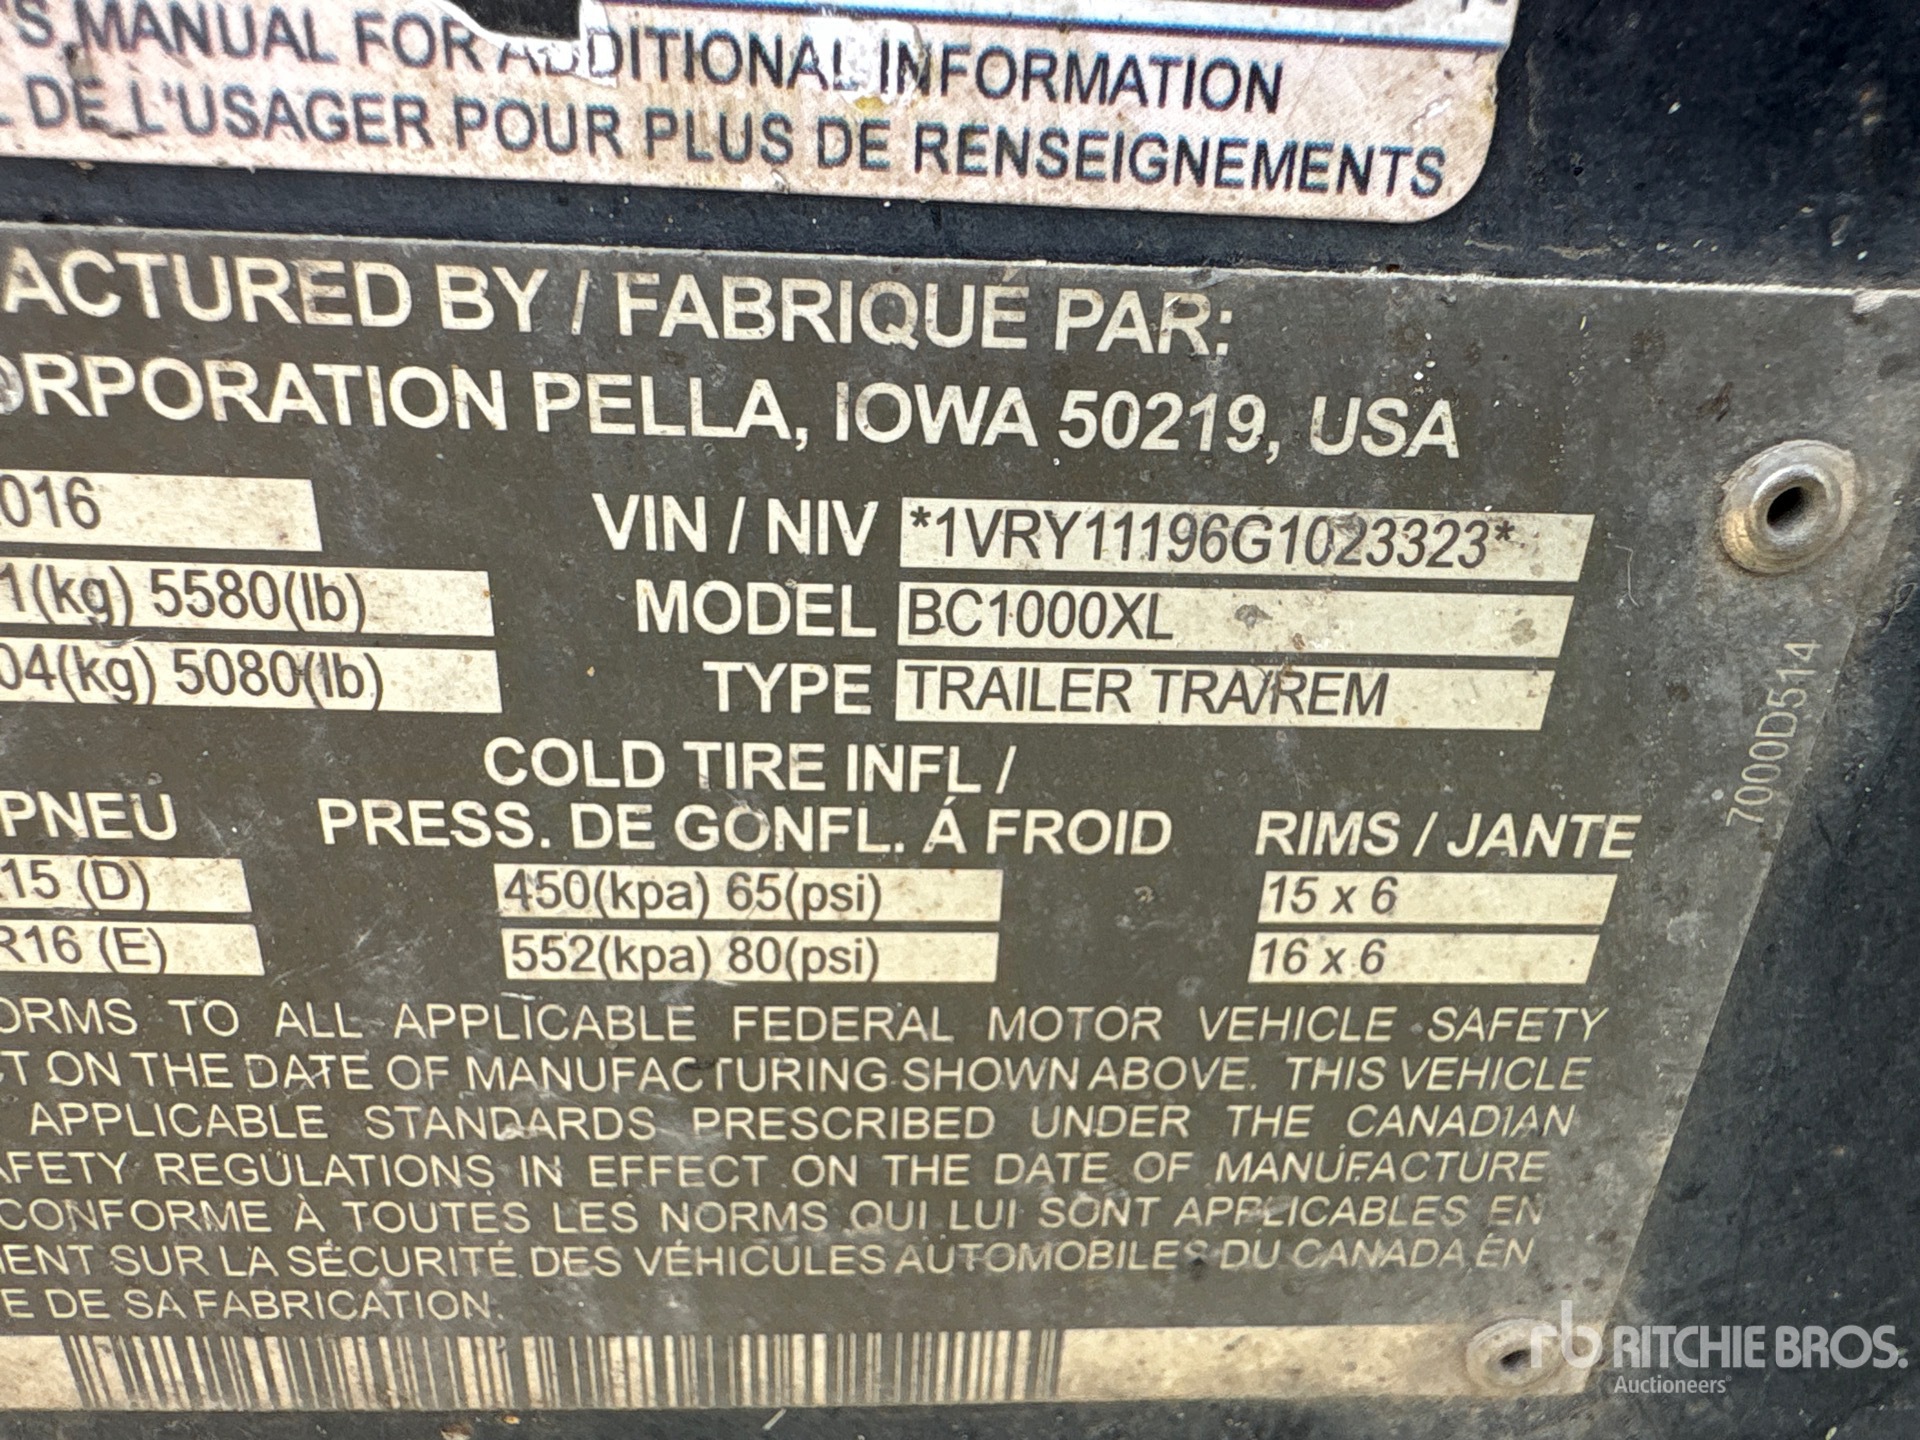 S MANUAL FOR ADDITIONAL INFORMATION
DE L'USAGER POUR PLUS DE RENSEIGNEMENTS
ACTURED BY / FABRIQUÉ PAR:
ORPORATION PELLA, IOWA 50219, USA
016 VIN / NIV *1VRY11196G1023323*
1(kg) 5580(lb) MODEL BC1000XL
04(kg) 5080(lb) TYPE TRAILER TRA/REM
COLD TIRE INFL /
PNEU PRESS. DE GONFL. Á FROID RIMS / JANTE
15 (D) 450(kpa) 65(psi) 15 x 6
R16 (E) 552(kpa) 80(psi) 16 x 6
ORMS TO ALL APPLICABLE FEDERAL MOTOR VEHICLE SAFETY
T ON THE DATE OF MANUFACTURING SHOWN ABOVE. THIS VEHICLE
APPLICABLE STANDARDS PRESCRIBED UNDER THE CANADIAN
AFETY REGULATIONS IN EFFECT ON THE DATE OF MANUFACTURE
CONFORME À TOUTES LES NORMS QUI LUI SONT APPLICABLES EN
MENT SUR LA SÉCURITÉ DES VÉHICULES AUTOMOBILES DU CANADA EN
E DE SA FABRICATION.
7000D514
rb RITCHIE BROS.
Auctioneers